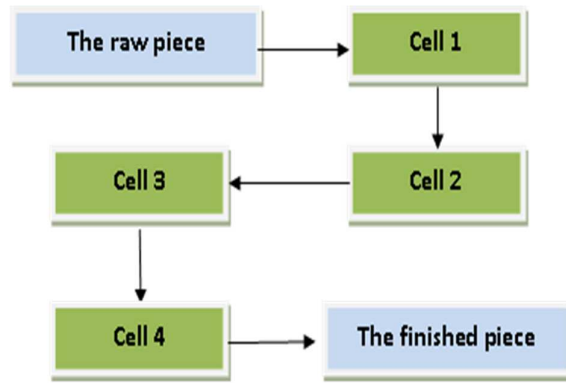 The raw piece
Cell 1
Cell 2
Cell 3
Cell 4
The finished piece